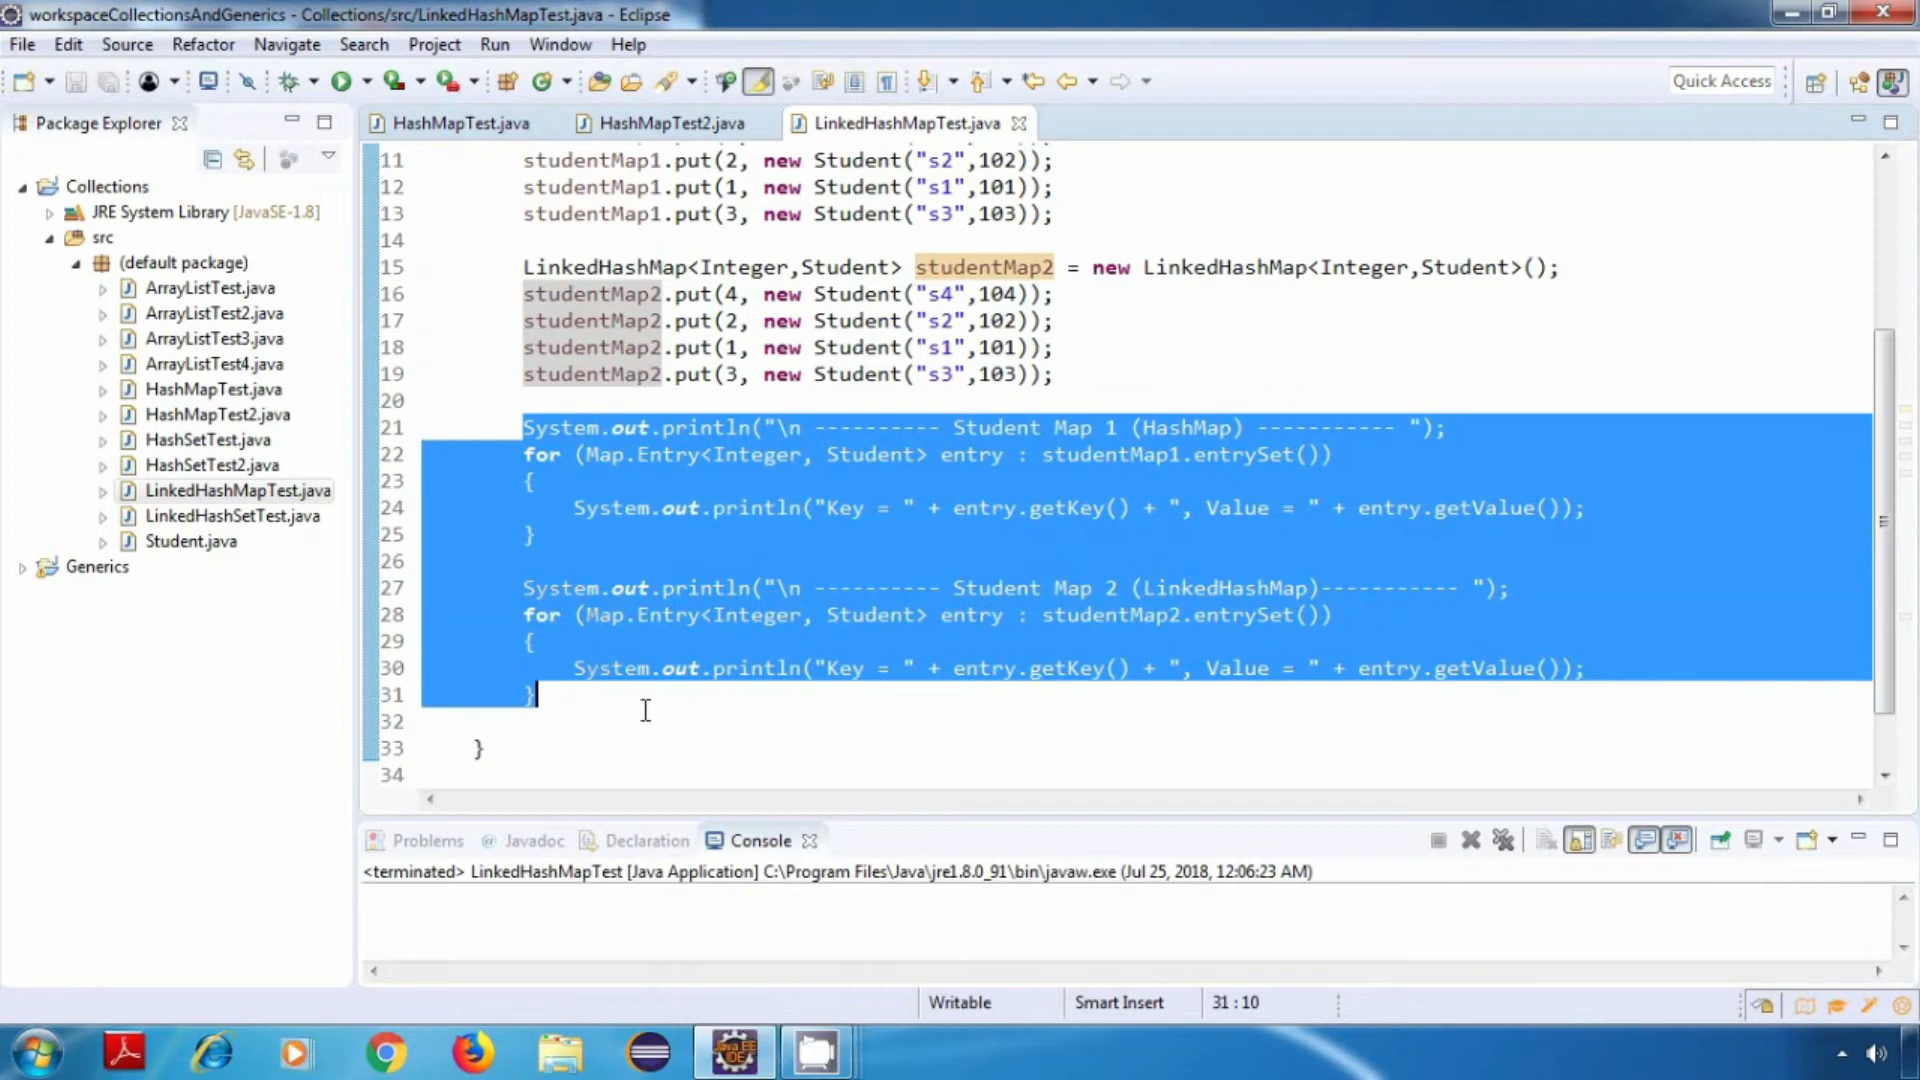 workspaceCollectionsAndGenerics - Collections/src/LinkedHashMapTest.java - Eclipse
File Edit Source Refactor Navigate Search Project Run Window Help
Quick Access
Package Explorer
HashMapTest.java
HashMapTest2.java
LinkedHashMapTest.java
Collections
JRE System Library [JavaSE-1.8]
src
(default package)
ArrayListTest.java
ArrayListTest2.java
ArrayListTest3.java
ArrayListTest4.java
HashMapTest.java
HashMapTest2.java
HashSetTest.java
HashSetTest2.java
LinkedHashMapTest.java
LinkedHashSetTest.java
Student.java
Generics
11 studentMap1.put(2, new Student("s2",102));
12 studentMap1.put(1, new Student("s1",101));
13 studentMap1.put(3, new Student("s3",103));
14
15 LinkedHashMap<Integer,Student> studentMap2 = new LinkedHashMap<Integer,Student>();
16 studentMap2.put(4, new Student("s4",104));
17 studentMap2.put(2, new Student("s2",102));
18 studentMap2.put(1, new Student("s1",101));
19 studentMap2.put(3, new Student("s3",103));
20
21 System.out.println("\n ---------- Student Map 1 (HashMap) ----------- ");
22 for (Map.Entry<Integer, Student> entry : studentMap1.entrySet())
23 {
24 System.out.println("Key = " + entry.getKey() + ", Value = " + entry.getValue());
25 }
26
27 System.out.println("\n ---------- Student Map 2 (LinkedHashMap)----------- ");
28 for (Map.Entry<Integer, Student> entry : studentMap2.entrySet())
29 {
30 System.out.println("Key = " + entry.getKey() + ", Value = " + entry.getValue());
31 }
32
33 }
34
Problems Javadoc Declaration Console
<terminated> LinkedHashMapTest [Java Application] C:\Program Files\Java\jre1.8.0_91\bin\javaw.exe (Jul 25, 2018, 12:06:23 AM)
Writable Smart Insert 31 : 10
Java EE
IDE